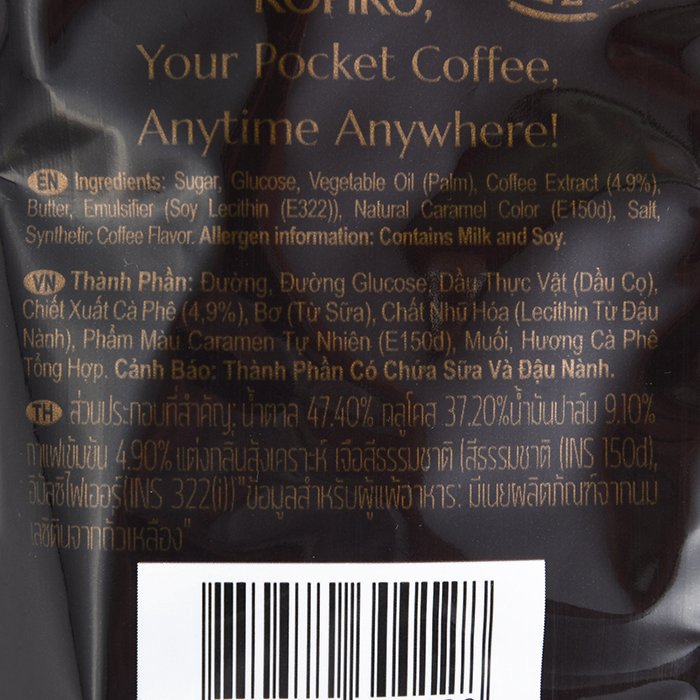 KOPIKO,
Your Pocket Coffee,
Anytime Anywhere!
EN Ingredients: Sugar, Glucose, Vegetable Oil (Palm), Coffee Extract (4.9%),
Butter, Emulsifier (Soy Lecithin (E322)), Natural Caramel Color (E150d), Salt,
Synthetic Coffee Flavor. Allergen information: Contains Milk and Soy.
VN Thành Phần: Đường, Đường Glucose, Dầu Thực Vật (Dầu Cọ),
Chiết Xuất Cà Phê (4,9%), Bơ (Từ Sữa), Chất Nhũ Hóa (Lecithin Từ Đậu
Nành), Phẩm Màu Caramen Tự Nhiên (E150d), Muối, Hương Cà Phê
Tổng Hợp. Cảnh Báo: Thành Phần Có Chứa Sữa Và Đậu Nành.
TH ส่วนประกอบที่สำคัญ: น้ำตาล 47.40% กลูโคส 37.20%น้ำมันปาล์ม 9.10%
กาแฟเข้มข้น 4.90% แต่งกลิ่นสังเคราะห์ เจือสีธรรมชาติ (สีธรรมชาติ (INS 150d),
อิมัลซิไฟเออร์(INS 322(i))"ข้อมูลสำหรับผู้แพ้อาหาร: มีเนยผลิตภัณฑ์จากนม
เลซิตินจากถั่วเหลือง"